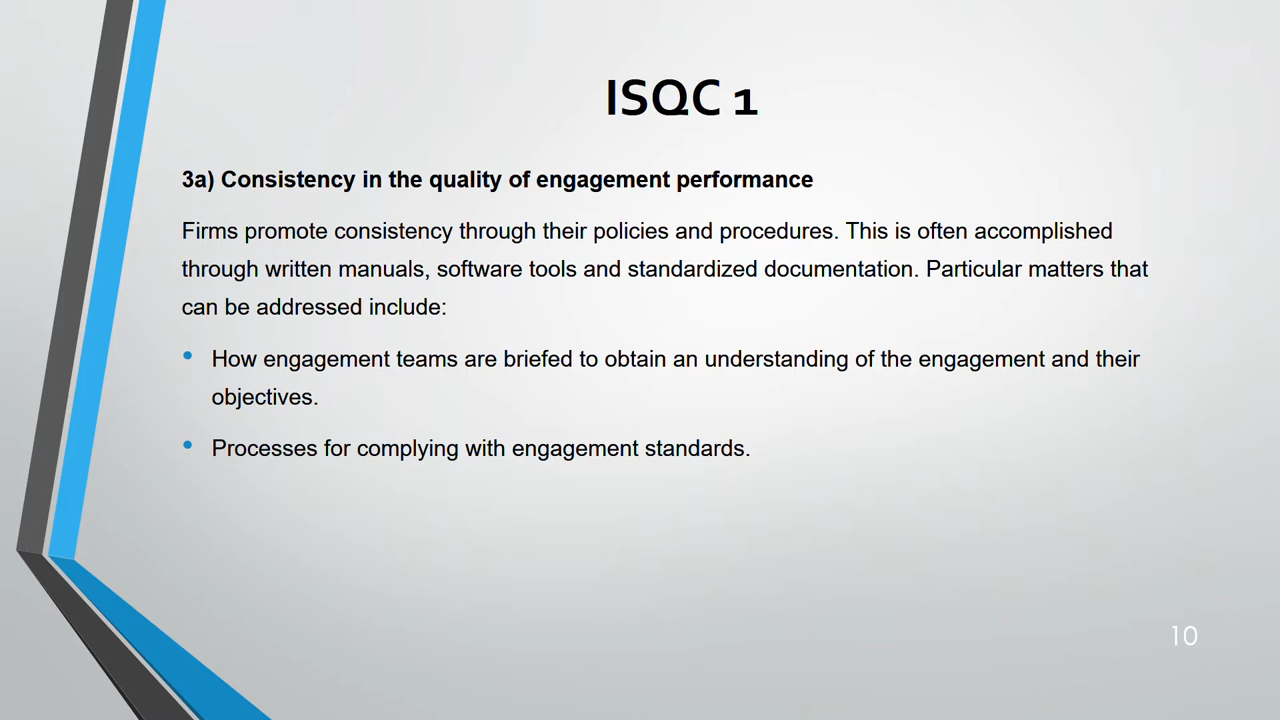 ISQC 1
3a) Consistency in the quality of engagement performance
Firms promote consistency through their policies and procedures. This is often accomplished
through written manuals, software tools and standardized documentation. Particular matters that
can be addressed include:
• How engagement teams are briefed to obtain an understanding of the engagement and their
objectives.
• Processes for complying with engagement standards.
10